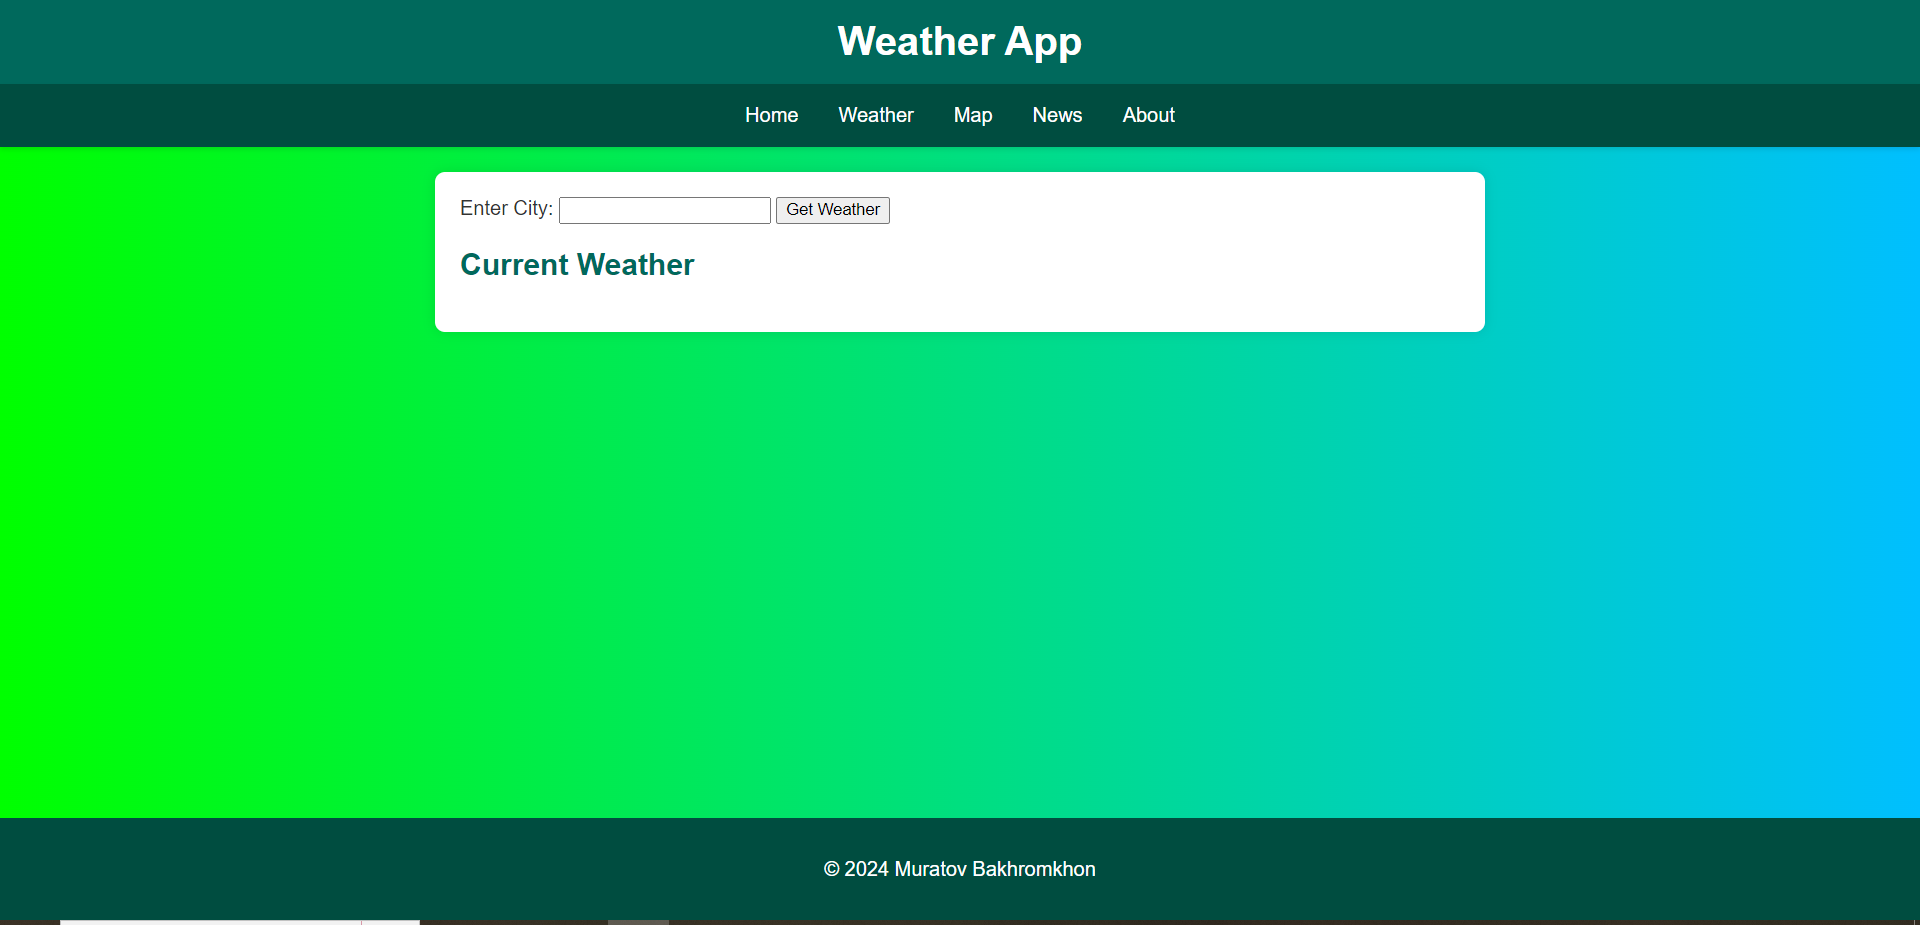 Weather App
Home Weather Map News About
Enter City: Get Weather
Current Weather
© 2024 Muratov Bakhromkhon